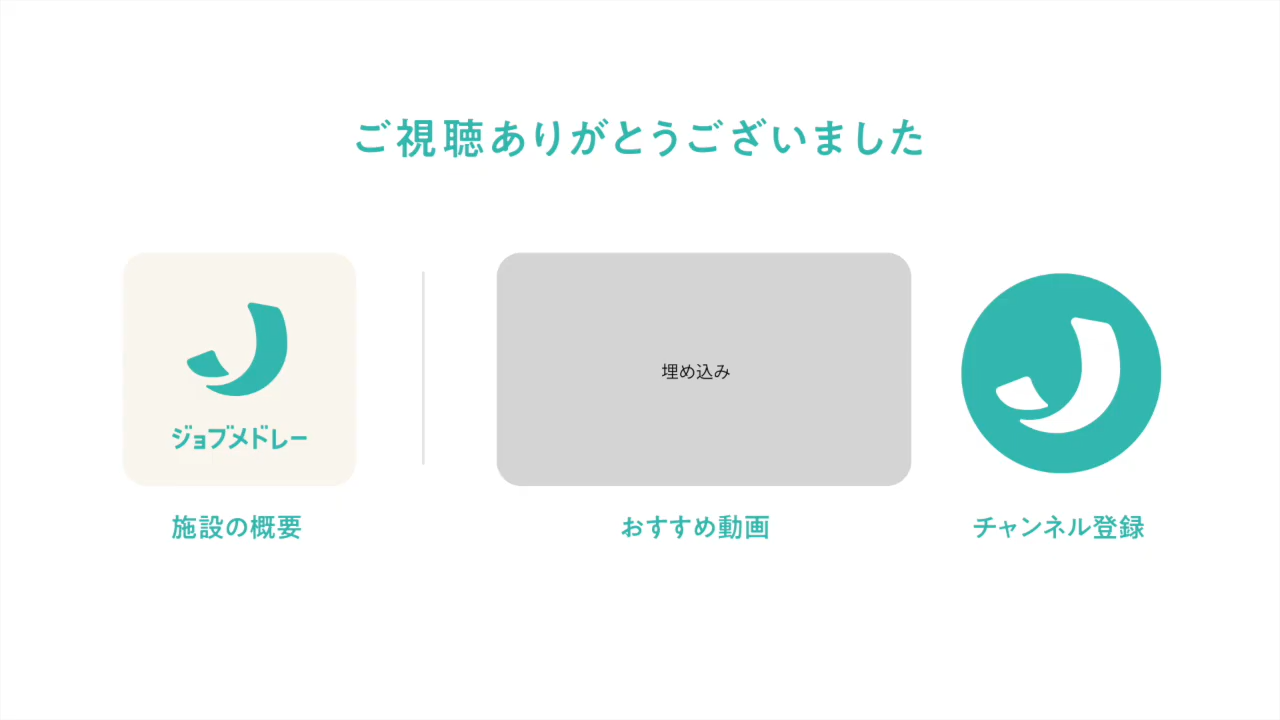 ご視聴ありがとうございました
埋め込み
ジョブメドレー
施設の概要
おすすめ動画
チャンネル登録